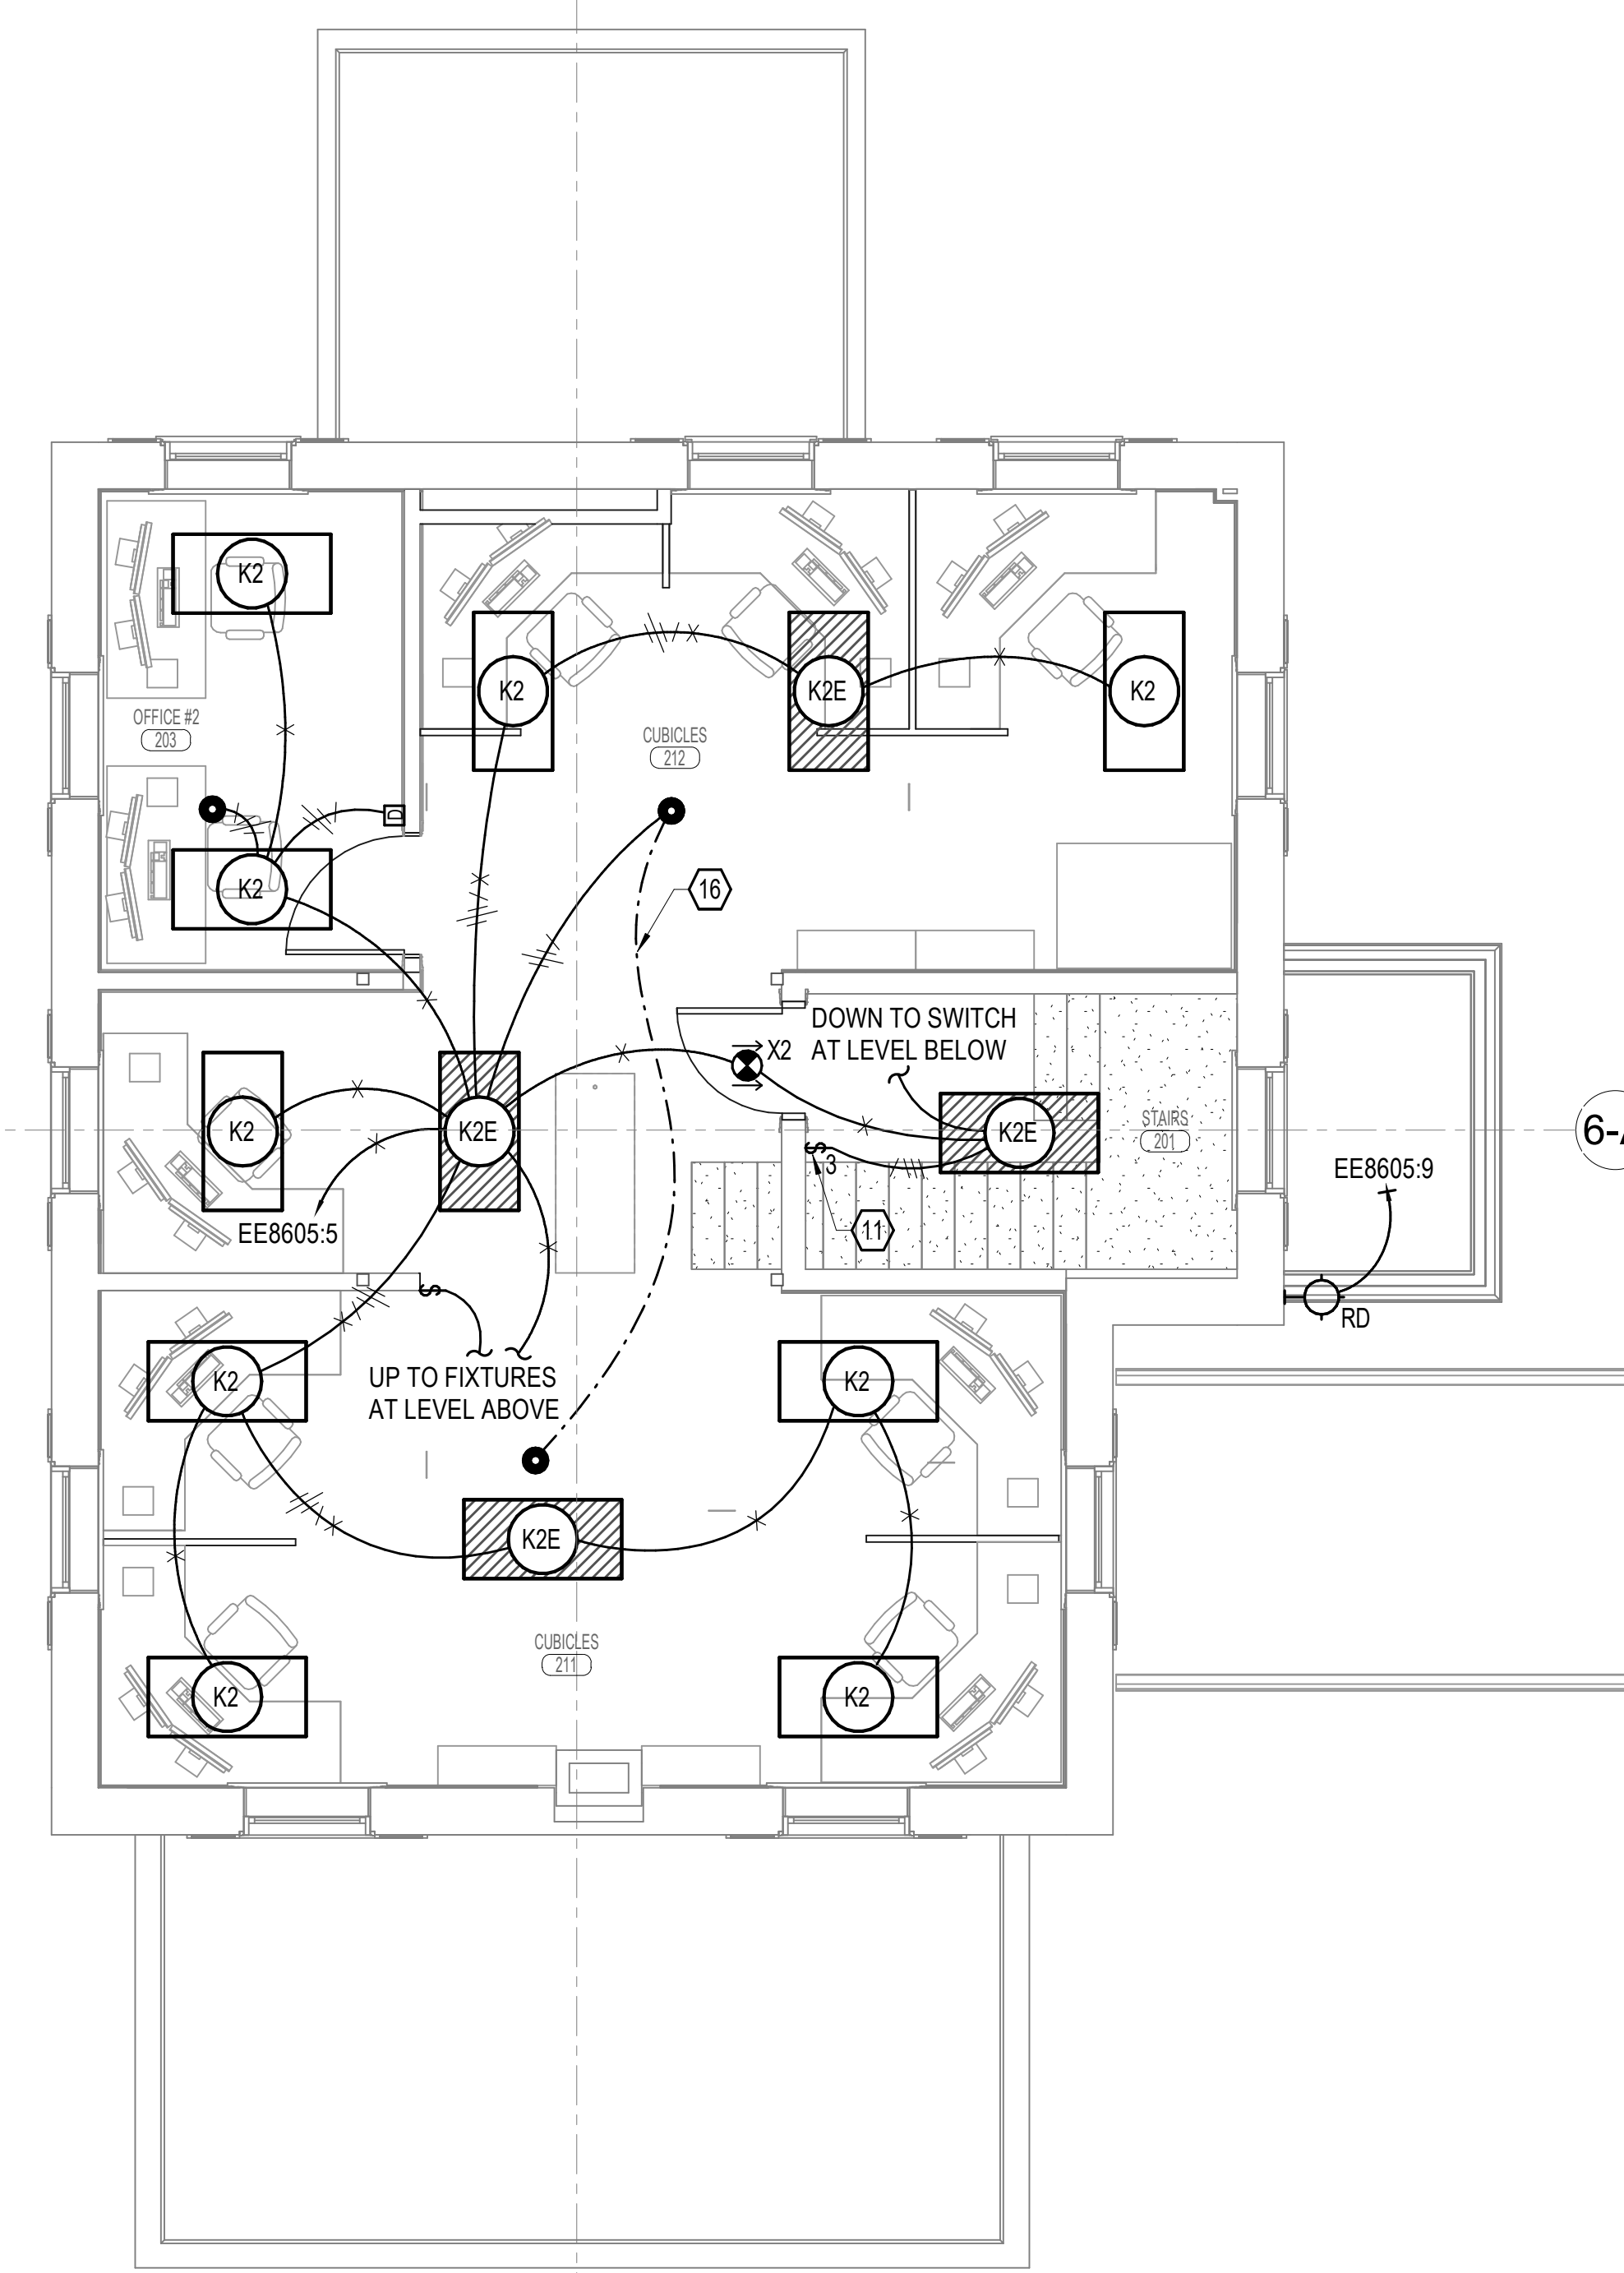 K2
K2
K2E
K2
OFFICE #2
203
CUBICLES
212
D
K2
16
DOWN TO SWITCH
AT LEVEL BELOW
X2
K2
K2E
K2E
STAIRS
201
S3
11
6-A
EE8605:9
EE8605:5
S
RD
UP TO FIXTURES
AT LEVEL ABOVE
K2
K2
K2E
CUBICLES
211
K2
K2